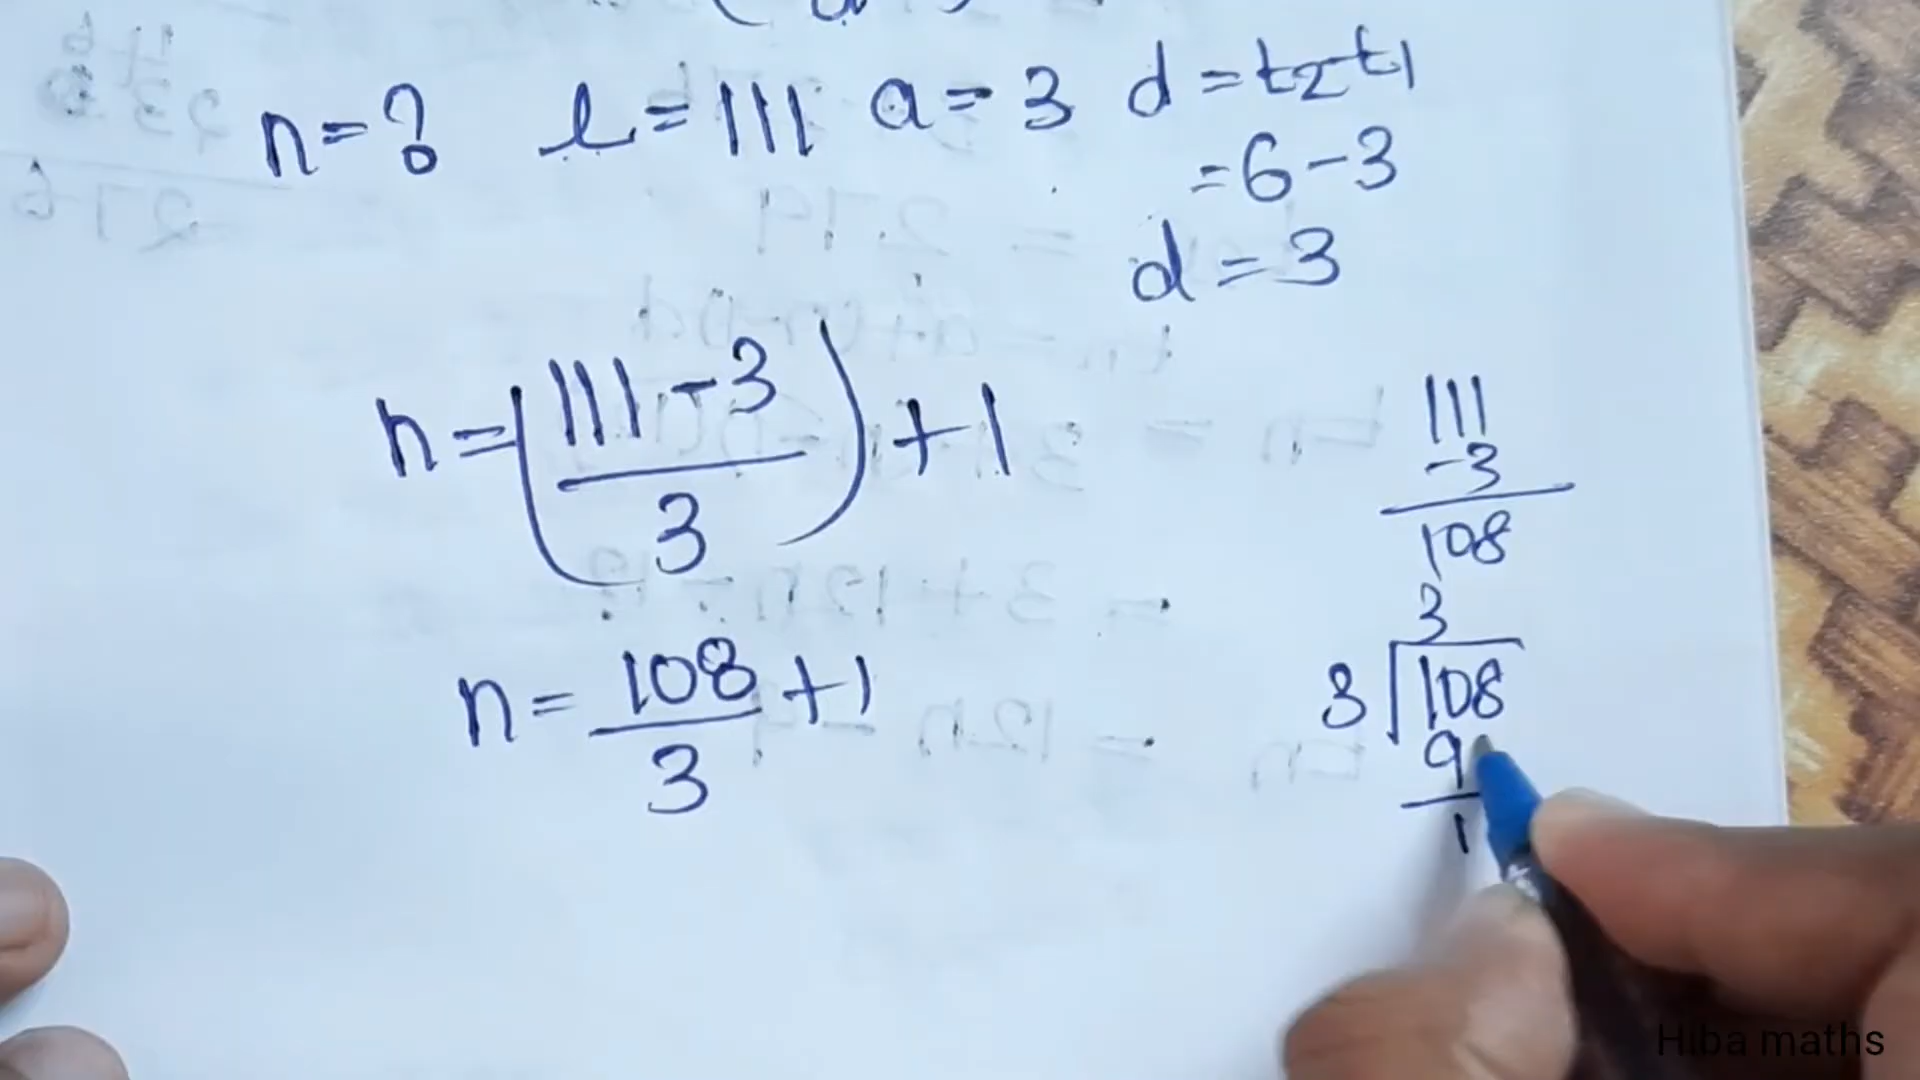 n=? l=111 a=3 d=t2-t1
=6-3
d=3
n=(111-3/3)+1
111
-3
108
n=108/3+1
3
3 108
9
1
Hiba maths